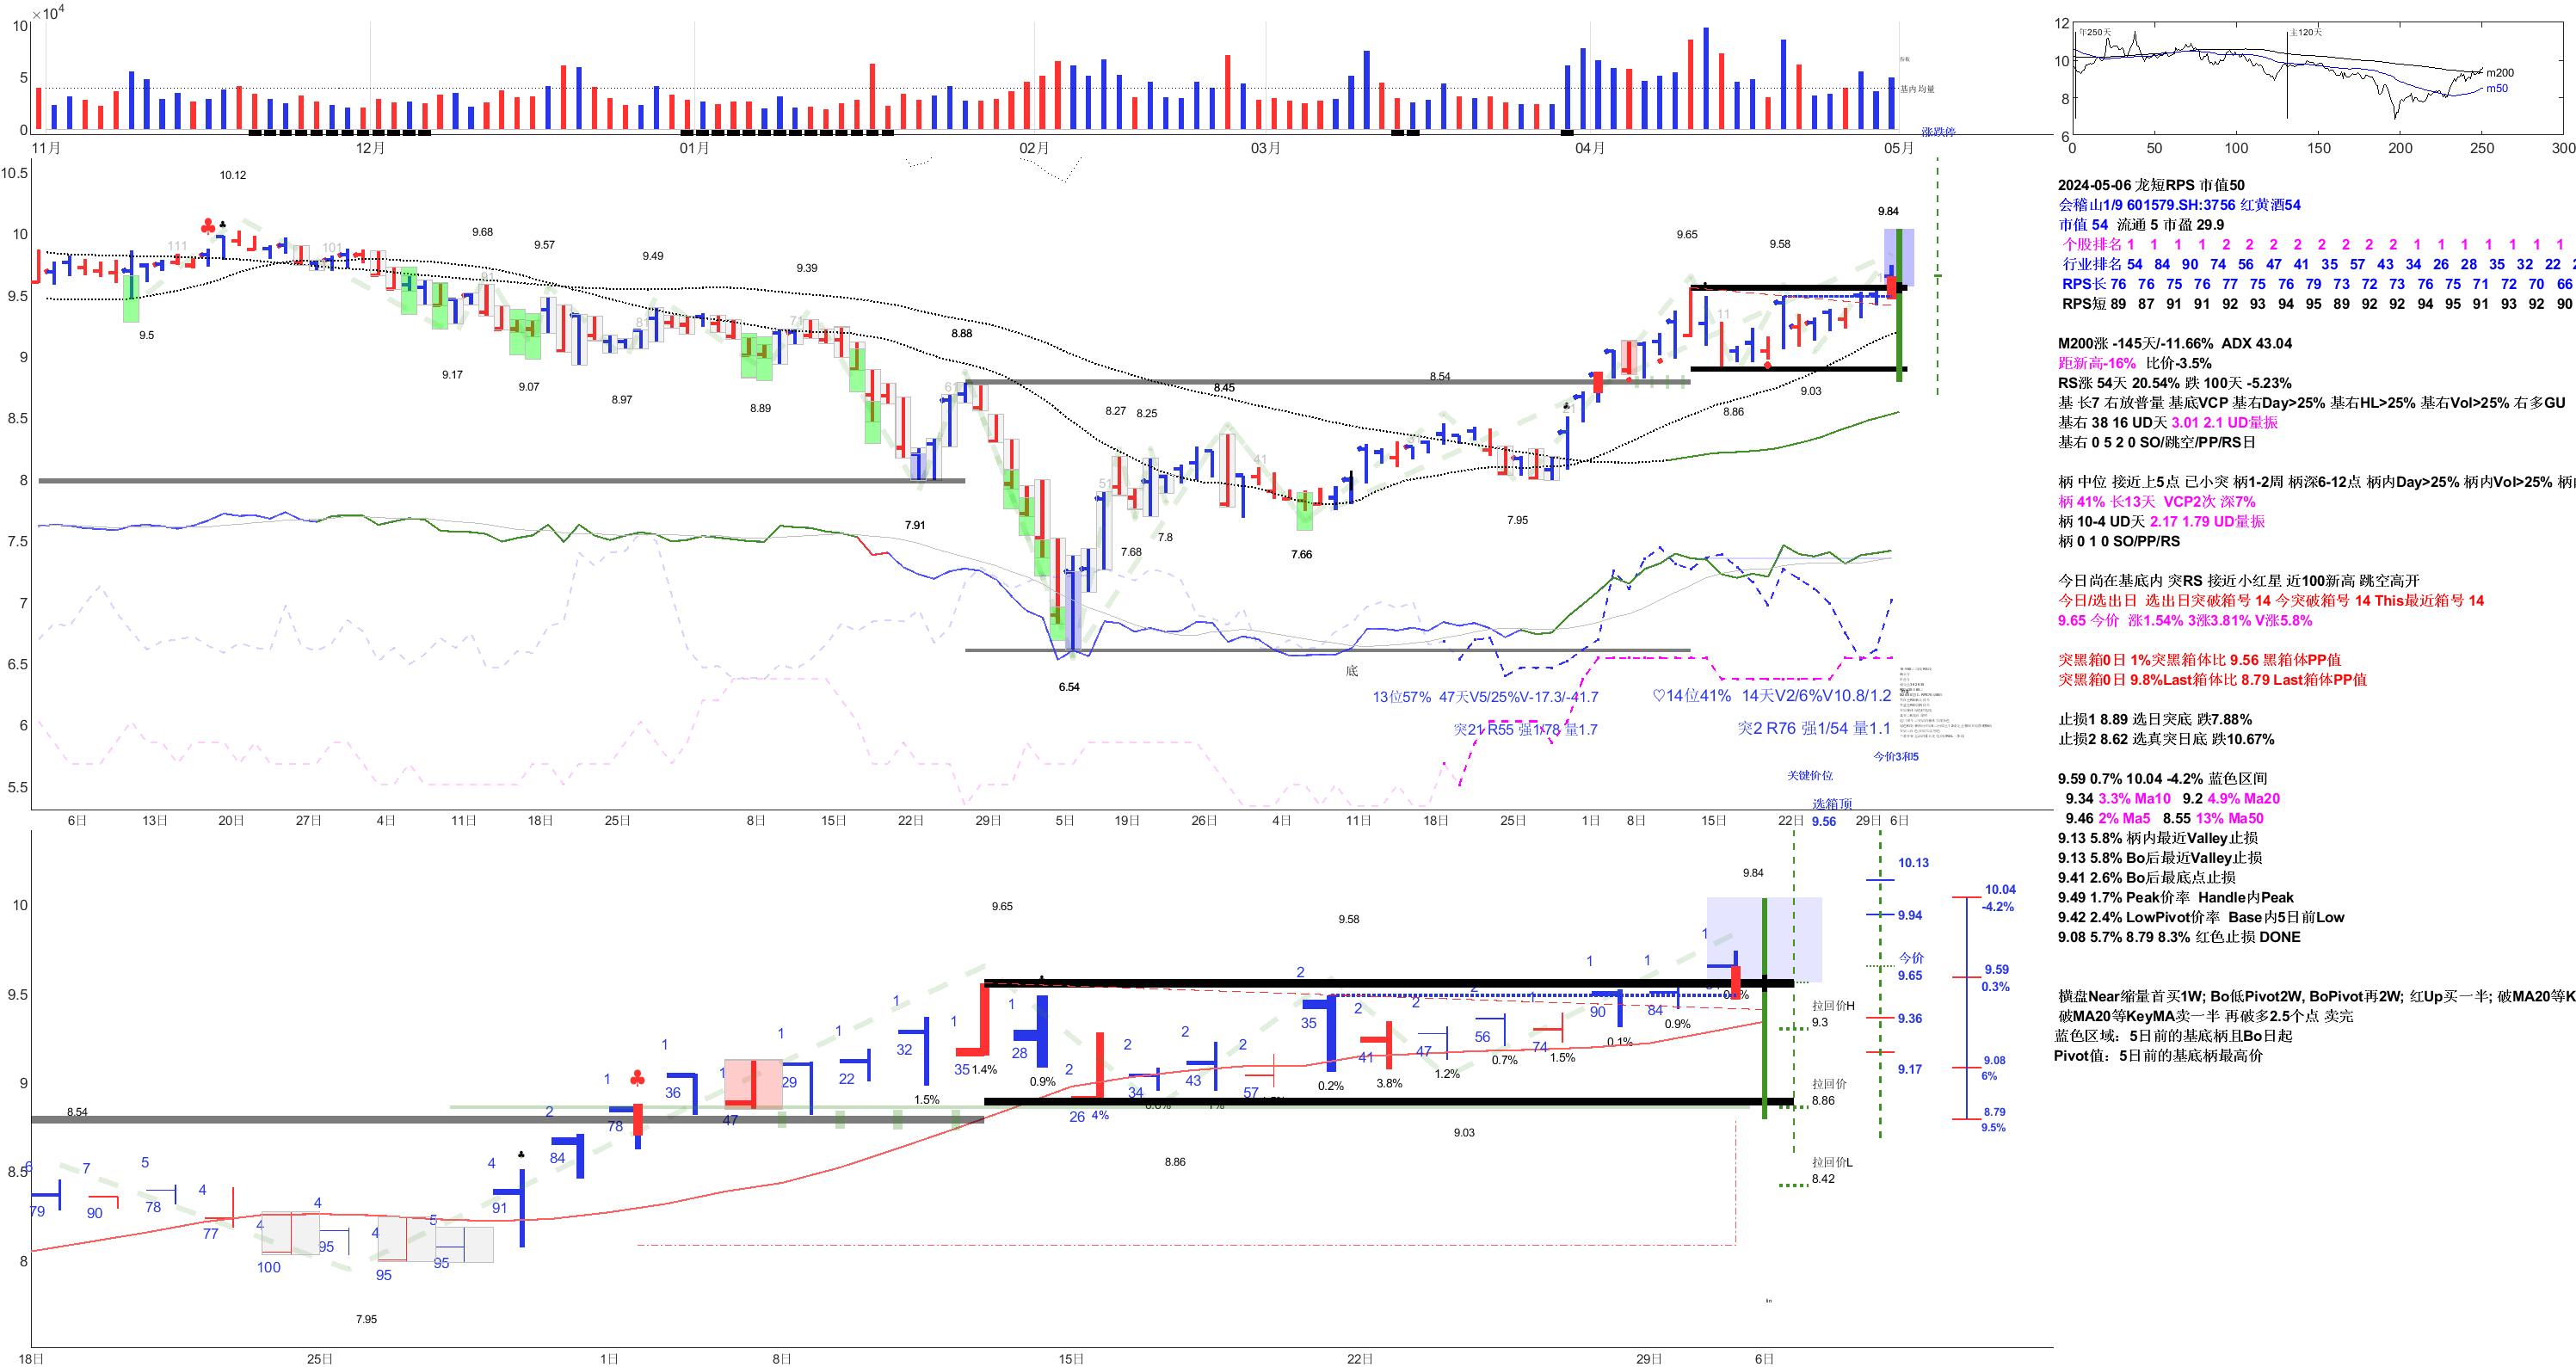 ×10⁴
10
5
0
基内均量
涨跌停
11月 12月 01月 02月 03月 04月 05月
12
10
8
6
年250天
主120天
m200
m50
0 50 100 150 200 250 300
10.5
10
9.5
9
8.5
8
7.5
7
6.5
6
5.5
10.12
9.84
9.68
9.57
9.49
9.39
9.65
9.58
111
101
9.5
9.17
9.07
8.97
8.89
8.88
8.45
8.54
8.27 8.25
7.91
7.68
7.8
7.66
7.95
8.86
9.03
6.54
41
11
21
底
13位57% 47天V5/25%V-17.3/-41.7
♡14位41% 14天V2/6%V10.8/1.2
突21 R55 强1/78 量1.7
突2 R76 强1/54 量1.1
今价3和5
关键价位
选箱顶
9.56
6日 13日 20日 27日 4日 11日 18日 25日 8日 15日 22日 29日 5日 19日 26日 4日 11日 18日 25日 1日 8日 15日 22日 29日 6日
2024-05-06 龙短RPS 市值50
会稽山1/9 601579.SH:3756 红黄酒54
市值 54 流通 5 市盈 29.9
个股排名 1 1 1 1 2 2 2 2 2 2 2 1 1 1 1 1 1
行业排名 54 84 90 74 56 47 41 35 57 43 34 26 28 35 32 22
RPS长 76 76 75 76 77 75 76 79 73 72 73 76 75 71 72 70 66
RPS短 89 87 91 91 92 93 94 95 89 92 92 94 95 91 93 92 90
M200涨 -145天/-11.66% ADX 43.04
距新高-16% 比价-3.5%
RS涨 54天 20.54% 跌 100天 -5.23%
基 长7 右放普量 基底VCP 基右Day>25% 基右HL>25% 基右Vol>25% 右多GU
基右 38 16 UD天 3.01 2.1 UD量振
基右 0 5 2 0 SO/跳空/PP/RS日
柄 中位 接近上5点 已小突 柄1-2周 柄深6-12点 柄内Day>25% 柄内Vol>25%
柄 41% 长13天 VCP2次 深7%
柄 10-4 UD天 2.17 1.79 UD量振
柄 0 1 0 SO/PP/RS
今日尚在基底内 突RS 接近小红星 近100新高 跳空高开
今日/选出日 选出日突破箱号 14 今突破箱号 14 This最近箱号 14
9.65 今价 涨1.54% 3涨3.81% V涨5.8%
突黑箱0日 1%突黑箱体比 9.56 黑箱体PP值
突黑箱0日 9.8%Last箱体比 8.79 Last箱体PP值
止损1 8.89 选日突底 跌7.88%
止损2 8.62 选真突日底 跌10.67%
9.59 0.7% 10.04 -4.2% 蓝色区间
9.34 3.3% Ma10 9.2 4.9% Ma20
9.46 2% Ma5 8.55 13% Ma50
9.13 5.8% 柄内最近Valley止损
9.13 5.8% Bo后最近Valley止损
9.41 2.6% Bo后最底点止损
9.49 1.7% Peak价率 Handle内Peak
9.42 2.4% LowPivot价率 Base内5日前Low
9.08 5.7% 8.79 8.3% 红色止损 DONE
横盘Near缩量首买1W; Bo低Pivot2W, BoPivot再2W; 红Up买一半; 破MA20等K
破MA20等KeyMA卖一半 再破多2.5个点 卖完
蓝色区域: 5日前的基底柄且Bo日起
Pivot值: 5日前的基底柄最高价
10
9.5
9
8.5
8
9.65
9.58
9.84
8.54
7.95
8.86
9.03
7 5 4 4 4 5 4 2 1 1 1 1 1 1 1 1 2 2 2 2 2 2 2 2 1 1 1
79 90 78 77 100 95 95 95 91 84 78 36 47 29 22 32 35 28 26 34 43 57 35 41 47 56 74 90 84
1.5% 1.4% 0.9% 4% 0.2% 3.8% 1.2% 0.7% 1.5% 0.1% 0.9%
10.13
9.94
今价
9.65
9.36
9.17
拉回价H
9.3
拉回价
8.86
拉回价L
8.42
10.04
-4.2%
9.59
0.3%
9.08
6%
8.79
9.5%
18日 25日 1日 8日 15日 22日 29日 6日